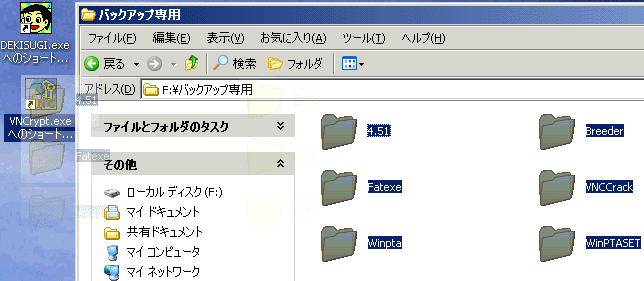 DEKISUGI.exe
へのショート...
VNCrypt.exe
へのショート...
4.51
Fatexe
バックアップ専用
ファイル(F) 編集(E) 表示(V) お気に入り(A) ツール(T) ヘルプ(H)
戻る 検索 フォルダ
アドレス(D) F:¥バックアップ専用
ファイルとフォルダのタスク
その他
ローカル ディスク (F:)
マイ ドキュメント
共有ドキュメント
マイ コンピュータ
マイ ネットワーク
4.51 Breeder
Fatexe VNCCrack
Winpta WinPTASET